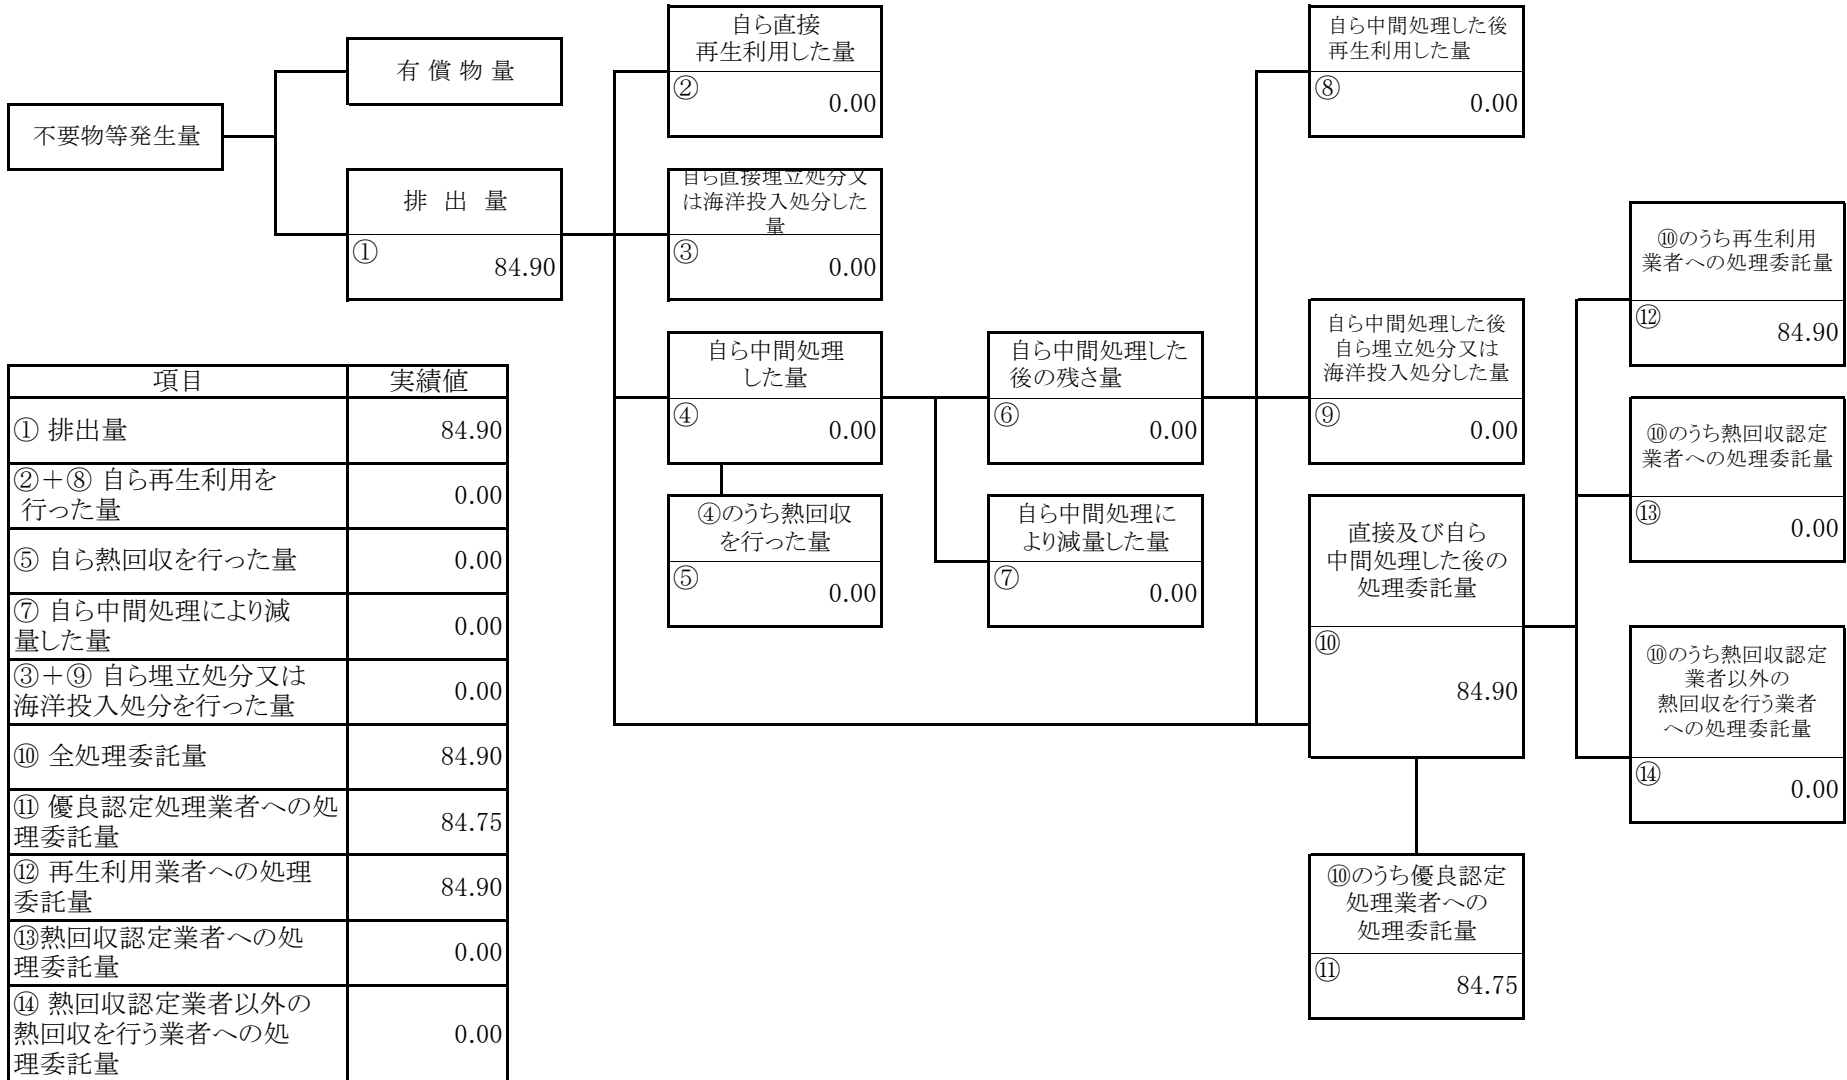 不要物等発生量
有 償 物 量
排 出 量
①
84.90
自ら直接
再生利用した量
②
0.00
自ら直接埋立処分又
は海洋投入処分した
量
③
0.00
自ら中間処理
した量
④
0.00
④のうち熱回収
を行った量
⑤
0.00
自ら中間処理した
後の残さ量
⑥
0.00
自ら中間処理に
より減量した量
⑦
0.00
自ら中間処理した後
再生利用した量
⑧
0.00
自ら中間処理した後
自ら埋立処分又は
海洋投入処分した量
⑨
0.00
直接及び自ら
中間処理した後の
処理委託量
⑩
84.90
⑩のうち優良認定
処理業者への
処理委託量
⑪
84.75
⑩のうち再生利用
業者への処理委託量
⑫
84.90
⑩のうち熱回収認定
業者への処理委託量
⑬
0.00
⑩のうち熱回収認定
業者以外の
熱回収を行う業者
への処理委託量
⑭
0.00
項目 実績値
① 排出量 84.90
②+⑧ 自ら再生利用を
行った量 0.00
⑤ 自ら熱回収を行った量 0.00
⑦ 自ら中間処理により減
量した量 0.00
③+⑨ 自ら埋立処分又は
海洋投入処分を行った量 0.00
⑩ 全処理委託量 84.90
⑪ 優良認定処理業者への処
理委託量 84.75
⑫ 再生利用業者への処理
委託量 84.90
⑬熱回収認定業者への処
理委託量 0.00
⑭ 熱回収認定業者以外の
熱回収を行う業者への処
理委託量 0.00